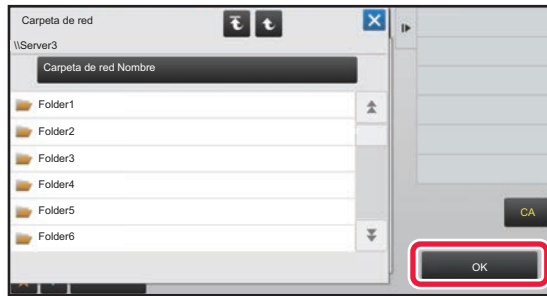 Carpeta de red
\\Server3
Carpeta de red Nombre
Folder1
Folder2
Folder3
Folder4
Folder5
Folder6
CA
OK